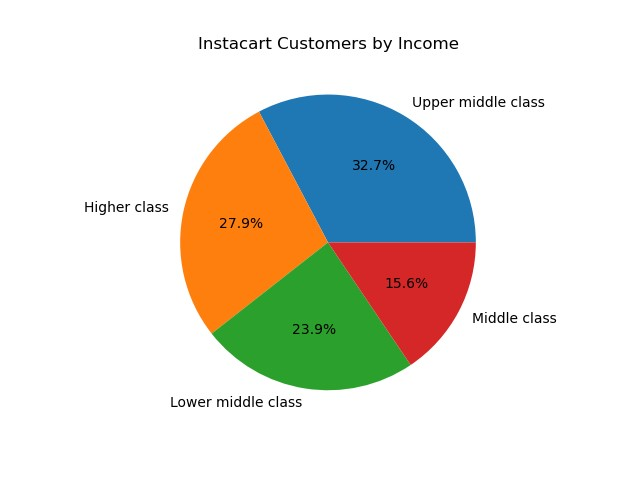 Instacart Customers by Income
Upper middle class
32.7%
Higher class
27.9%
15.6%
Middle class
23.9%
Lower middle class